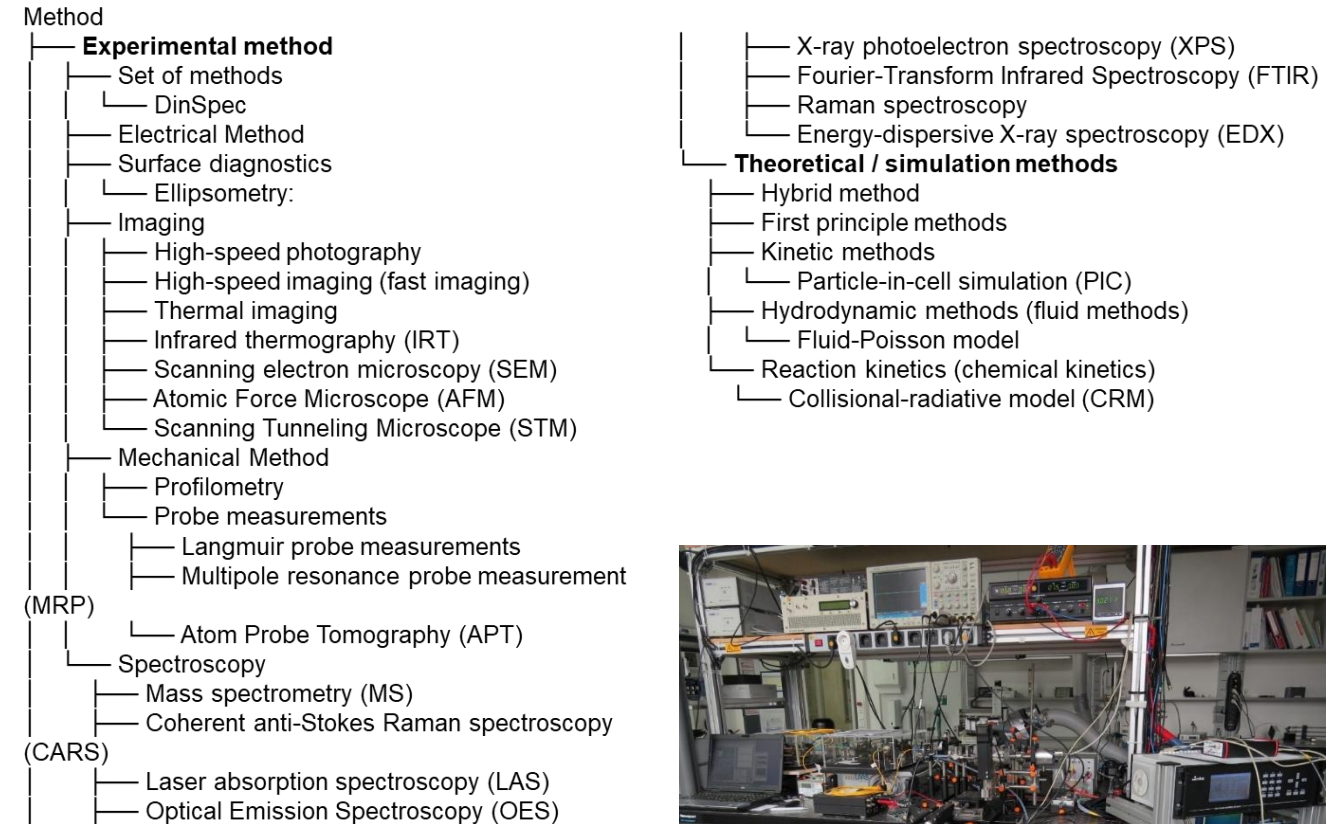 Method
Experimental method
Set of methods
DinSpec
Electrical Method
Surface diagnostics
Ellipsometry:
Imaging
High-speed photography
High-speed imaging (fast imaging)
Thermal imaging
Infrared thermography (IRT)
Scanning electron microscopy (SEM)
Atomic Force Microscope (AFM)
Scanning Tunneling Microscope (STM)
Mechanical Method
Profilometry
Probe measurements
Langmuir probe measurements
Multipole resonance probe measurement
(MRP)
Atom Probe Tomography (APT)
Spectroscopy
Mass spectrometry (MS)
Coherent anti-Stokes Raman spectroscopy
(CARS)
Laser absorption spectroscopy (LAS)
Optical Emission Spectroscopy (OES)
X-ray photoelectron spectroscopy (XPS)
Fourier-Transform Infrared Spectroscopy (FTIR)
Raman spectroscopy
Energy-dispersive X-ray spectroscopy (EDX)
Theoretical / simulation methods
Hybrid method
First principle methods
Kinetic methods
Particle-in-cell simulation (PIC)
Hydrodynamic methods (fluid methods)
Fluid-Poisson model
Reaction kinetics (chemical kinetics)
Collisional-radiative model (CRM)